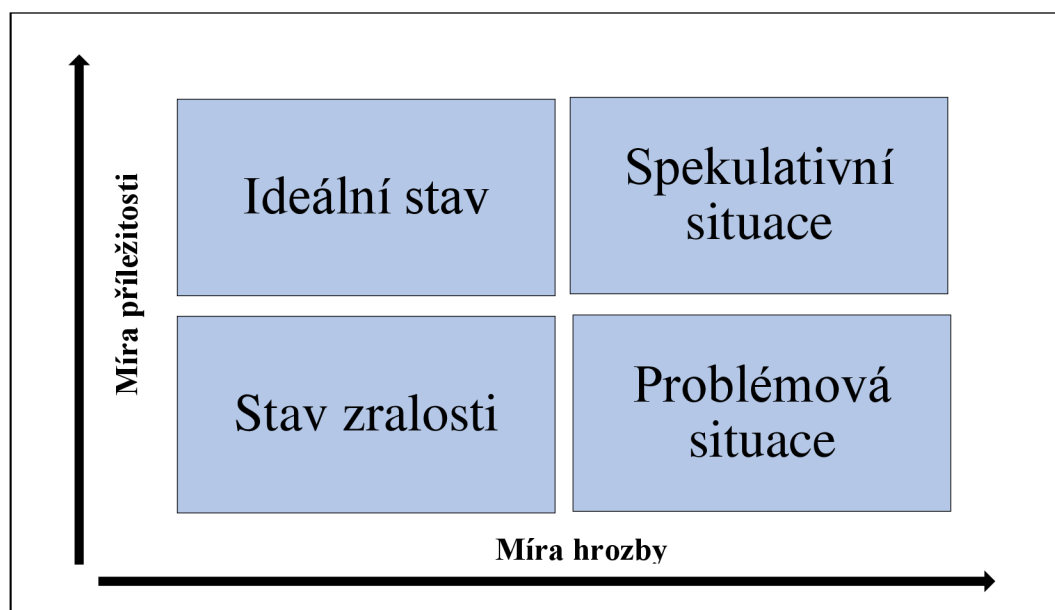 Míra příležitosti
Ideální stav
Spekulativní
situace
Stav zralosti
Problémová
situace
Míra hrozby